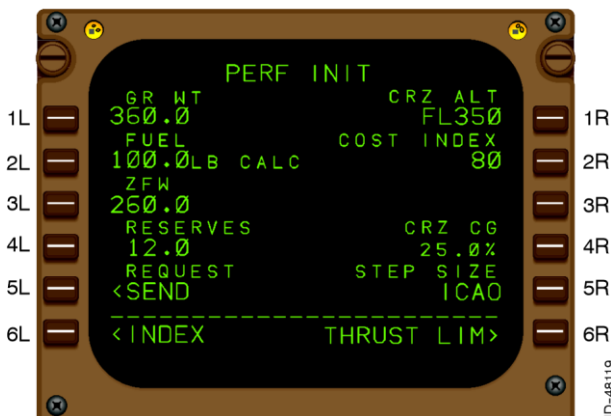 PERF INIT
GR WT CRZ ALT
1L 360.0 FL350 1R
FUEL COST INDEX
2L 100.0LB CALC 80 2R
ZFW
3L 260.0 3R
RESERVES CRZ CG
4L 12.0 25.0% 4R
REQUEST STEP SIZE
5L <SEND ICAO 5R
6L <INDEX THRUST LIM> 6R
D-48119